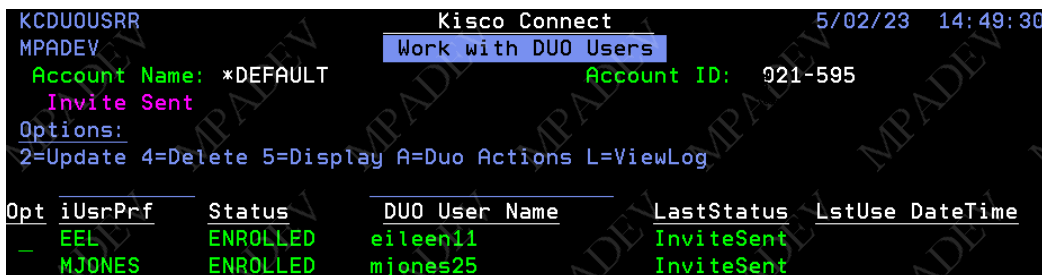 KCDUOUSRR Kisco Connect 5/02/23 14:49:30
MPADEV Work with DUO Users
Account Name: *DEFAULT Account ID: 921-595
Invite Sent
Options:
2=Update 4=Delete 5=Display A=Duo Actions L=ViewLog
Opt iUsrPrf Status DUO User Name LastStatus LstUse DateTime
_ EEL ENROLLED eileen11 InviteSent
MJONES ENROLLED mjones25 InviteSent